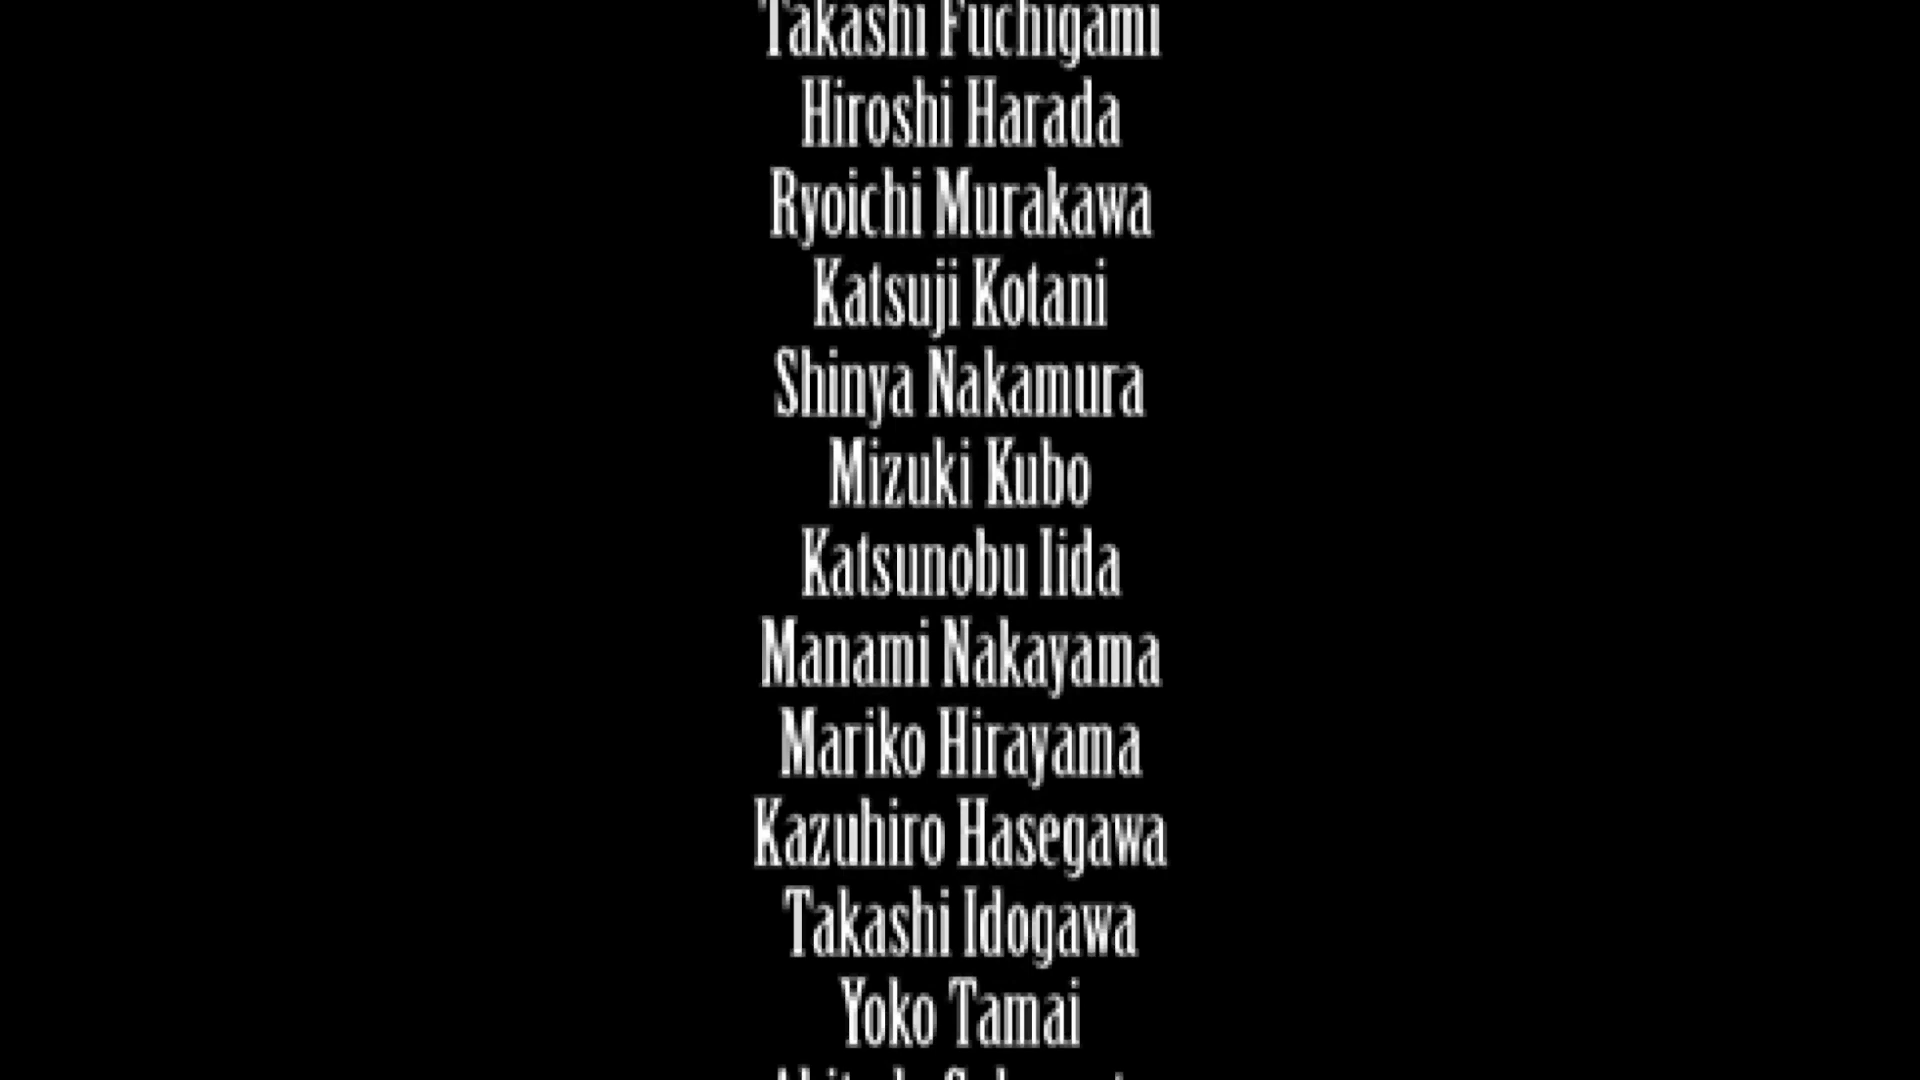 Takashi Fuchigami
Hiroshi Harada
Ryoichi Murakawa
Katsuji Kotani
Shinya Nakamura
Mizuki Kubo
Katsunobu Iida
Manami Nakayama
Mariko Hirayama
Kazuhiro Hasegawa
Takashi Idogawa
Yoko Tamai